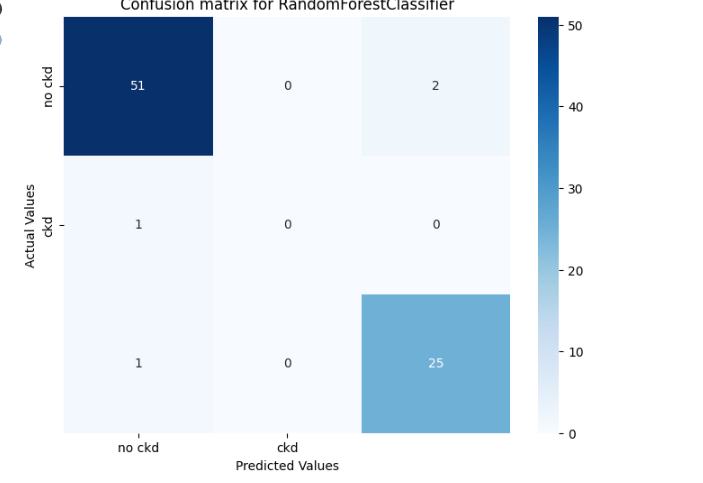 Confusion matrix for RandomForestClassifier
no ckd
51
0
2
50
40
Actual Values
ckd
1
0
0
30
20
1
0
25
10
0
no ckd
ckd
Predicted Values